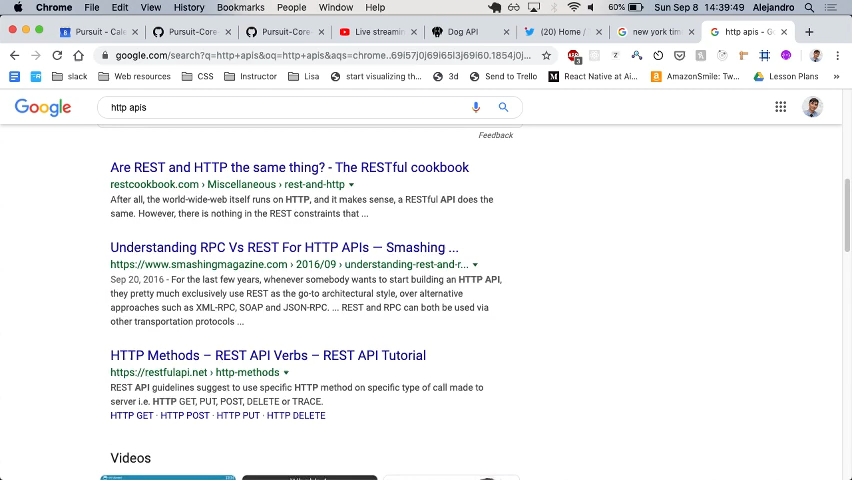 Chrome File Edit View History Bookmarks People Window Help 60% Sun Sep 8 14:39:49 Alejandro
Pursuit - Cale Pursuit-Core- Pursuit-Core- Live streamin Dog API (20) Home / new york time http apis - G
google.com/search?q=http+apis&oq=http+apis&aqs=chrome..69i57j0j69i65l3j69i60.1854j0j...
slack Web resources CSS Instructor Lisa start visualizing th... 3d Send to Trello React Native at Ai... AmazonSmile: Two... Lesson Plans
Google http apis
Feedback
Are REST and HTTP the same thing? - The RESTful cookbook
restcookbook.com › Miscellaneous › rest-and-http
After all, the world-wide-web itself runs on HTTP, and it makes sense, a RESTful API does the
same. However, there is nothing in the REST constraints that ...
Understanding RPC Vs REST For HTTP APIs — Smashing ...
https://www.smashingmagazine.com › 2016/09 › understanding-rest-and-r...
Sep 20, 2016 - For the last few years, whenever somebody wants to start building an HTTP API,
they pretty much exclusively use REST as the go-to architectural style, over alternative
approaches such as XML-RPC, SOAP and JSON-RPC. ... REST and RPC can both be used via
other transportation protocols ...
HTTP Methods – REST API Verbs – REST API Tutorial
https://restfulapi.net › http-methods
REST API guidelines suggest to use specific HTTP method on specific type of call made to
server i.e. HTTP GET, PUT, POST, DELETE or TRACE.
HTTP GET · HTTP POST · HTTP PUT · HTTP DELETE
Videos